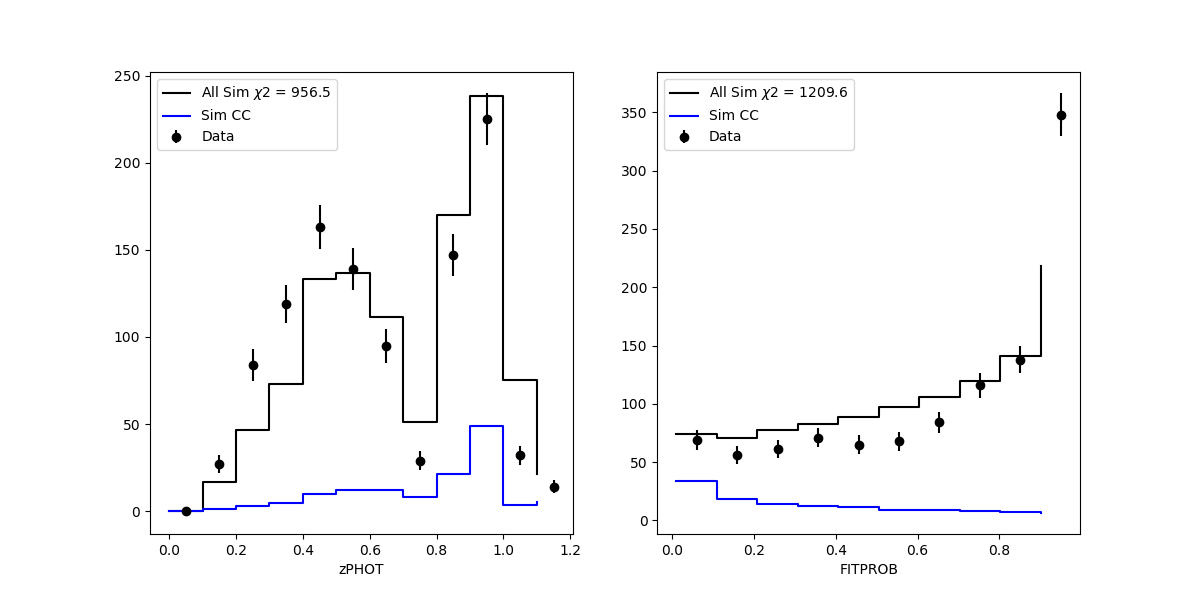 All Sim χ2 = 956.5
Sim CC
Data
250
200
150
100
50
0
0.0 0.2 0.4 0.6 0.8 1.0 1.2
zPHOT
All Sim χ2 = 1209.6
Sim CC
Data
350
300
250
200
150
100
50
0
0.0 0.2 0.4 0.6 0.8
FITPROB